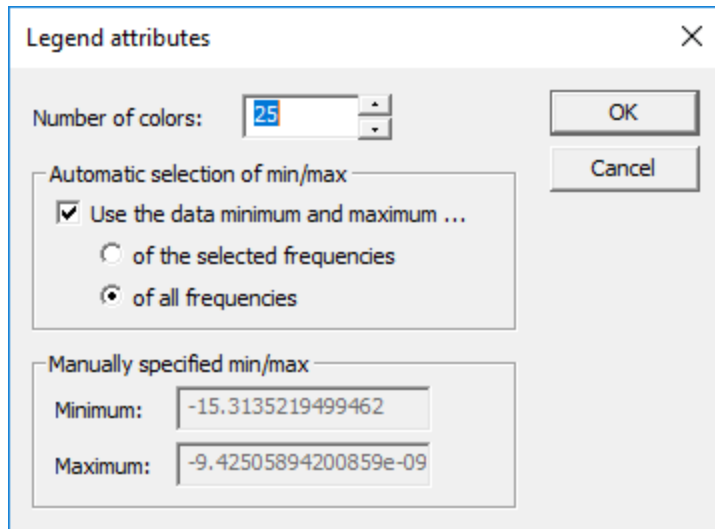 Legend attributes
Number of colors: 25
OK
Cancel
Automatic selection of min/max
Use the data minimum and maximum ...
of the selected frequencies
of all frequencies
Manually specified min/max
Minimum: -15.3135219499462
Maximum: -9.42505894200859e-09